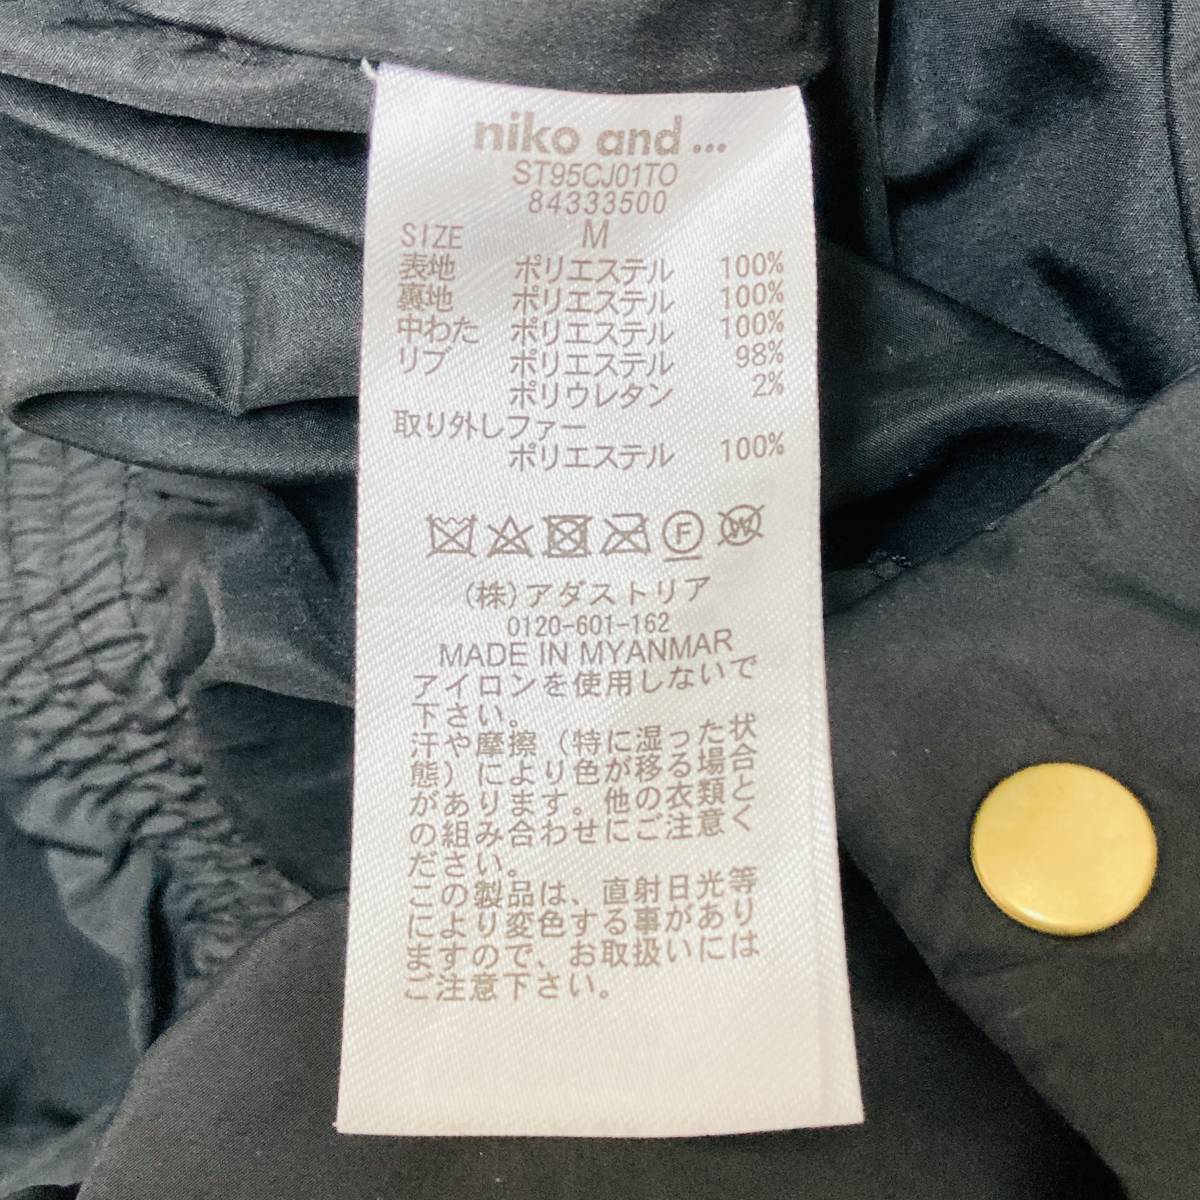 niko and ...
ST95CJ01TO
84333500
SIZE M
表地 ポリエステル 100%
裏地 ポリエステル 100%
中わた ポリエステル 100%
リブ ポリエステル 98%
ポリウレタン 2%
取り外しファー
ポリエステル 100%
F W
(株)アダストリア
0120-601-162
MADE IN MYANMAR
アイロンを使用しないで
下さい。
汗や摩擦(特に湿った状
態)により色が移る場合
があります。他の衣類と
の組み合わせにご注意く
ださい。
この製品は、直射日光等
により変色する事があり
ますので、お取扱いには
ご注意下さい。